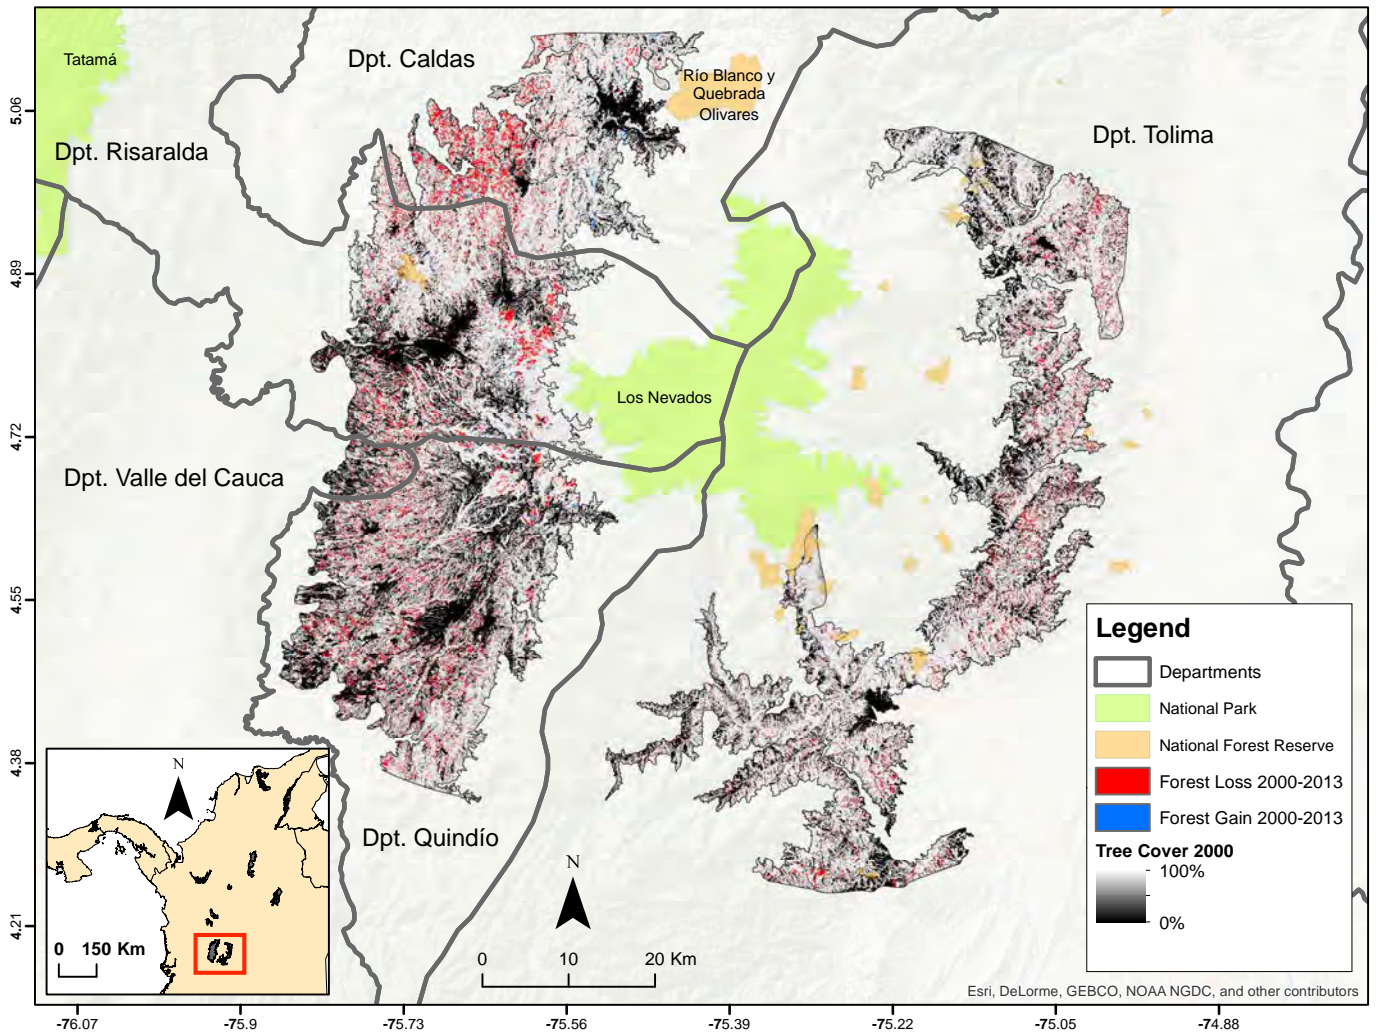 Tatamá
Dpt. Caldas
Río Blanco y
Quebrada
Olivares
Dpt. Risaralda
Dpt. Tolima
Los Nevados
Dpt. Valle del Cauca
Dpt. Quindío
5.06
4.89
4.72
4.55
4.38
4.21
Legend
Departments
National Park
National Forest Reserve
Forest Loss 2000-2013
Forest Gain 2000-2013
Tree Cover 2000
100%
0%
N
0 150 Km
N
0 10 20 Km
Esri, DeLorme, GEBCO, NOAA NGDC, and other contributors
-76.07 -75.9 -75.73 -75.56 -75.39 -75.22 -75.05 -74.88